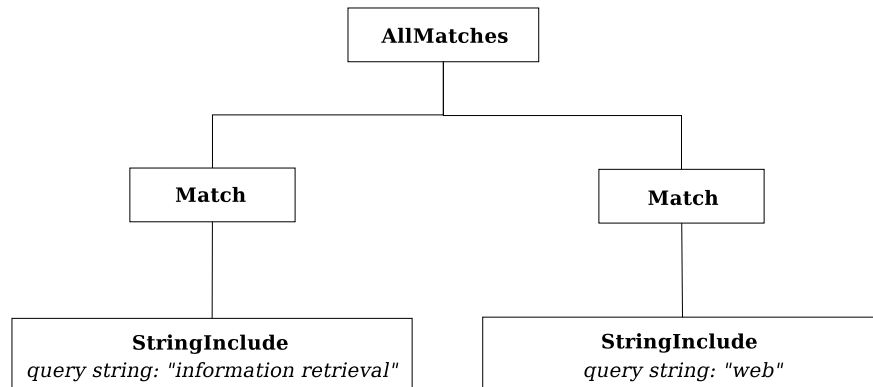 AllMatches
Match
Match
StringInclude
query string: "information retrieval"
StringInclude
query string: "web"